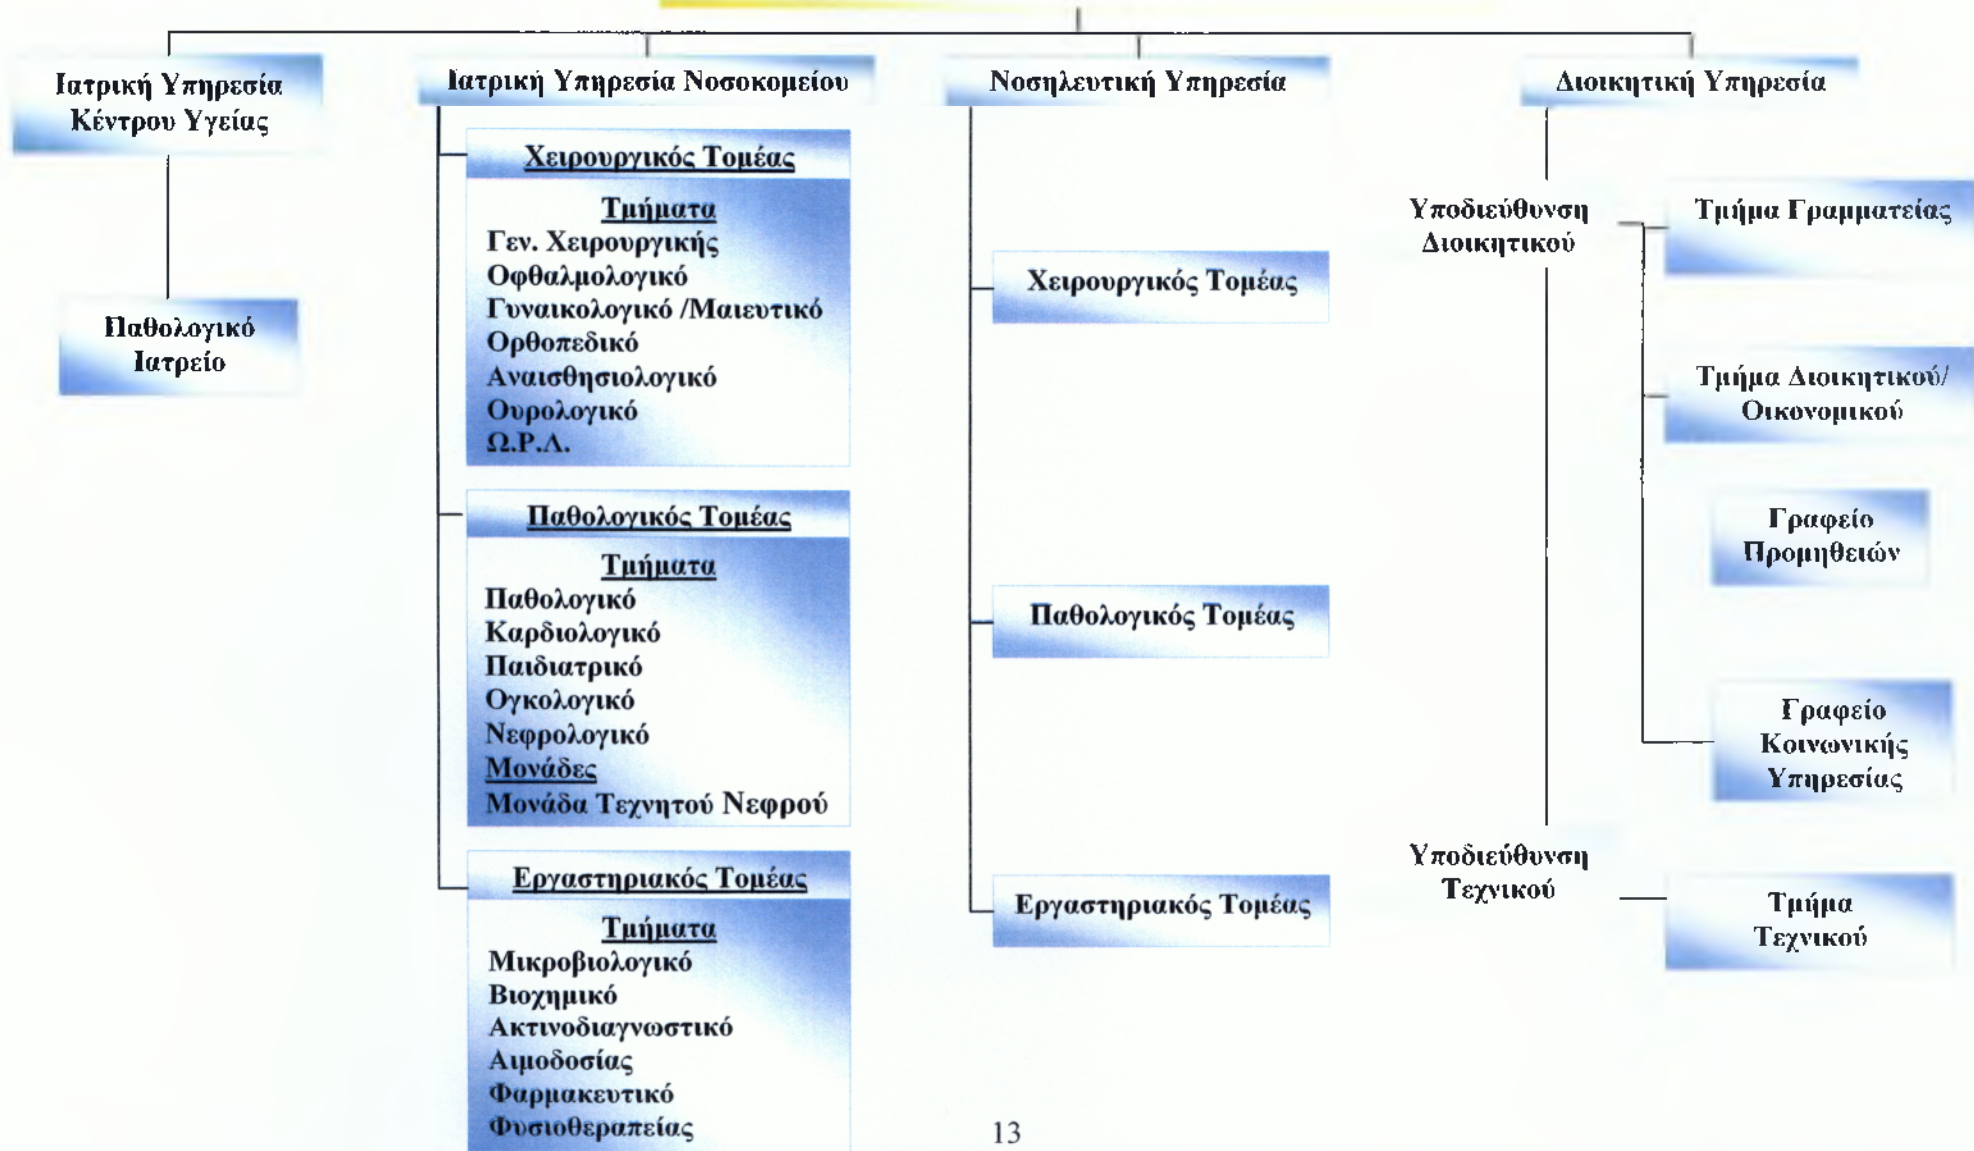 Ιατρική Υπηρεσία
Κέντρου Υγείας
Παθολογικό
Ιατρείο
Ιατρική Υπηρεσία Νοσοκομείου
Χειρουργικός Τομέας
Τμήματα
Γεν. Χειρουργικής
Οφθαλμολογικό
Γυναικολογικό /Μαιευτικό
Ορθοπεδικό
Αναισθησιολογικό
Ουρολογικό
Ω.Ρ.Λ.
Παθολογικός Τομέας
Τμήματα
Παθολογικό
Καρδιολογικό
Παιδιατρικό
Ογκολογικό
Νεφρολογικό
Μονάδες
Μονάδα Τεχνητού Νεφρού
Εργαστηριακός Τομέας
Τμήματα
Μικροβιολογικό
Βιοχημικό
Ακτινοδιαγνωστικό
Αιμοδοσίας
Φαρμακευτικό
Φυσιοθεραπείας
Νοσηλευτική Υπηρεσία
Χειρουργικός Τομέας
Παθολογικός Τομέας
Εργαστηριακός Τομέας
Διοικητική Υπηρεσία
Υποδιεύθυνση
Διοικητικού
Τμήμα Γραμματείας
Τμήμα Διοικητικού/
Οικονομικού
Γραφείο
Προμηθειών
Γραφείο
Κοινωνικής
Υπηρεσίας
Υποδιεύθυνση
Τεχνικού
Τμήμα
Τεχνικού
13